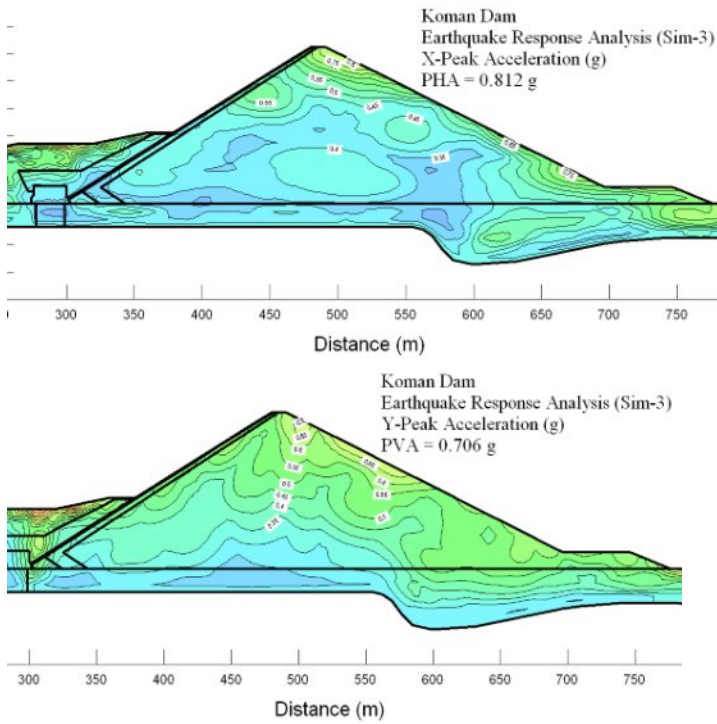 Koman Dam
Earthquake Response Analysis (Sim-3)
X-Peak Acceleration (g)
PHA = 0.812 g
0.4
300 350 400 450 500 550 600 650 700 750
Distance (m)
Koman Dam
Earthquake Response Analysis (Sim-3)
Y-Peak Acceleration (g)
PVA = 0.706 g
300 350 400 450 500 550 600 650 700 750
Distance (m)